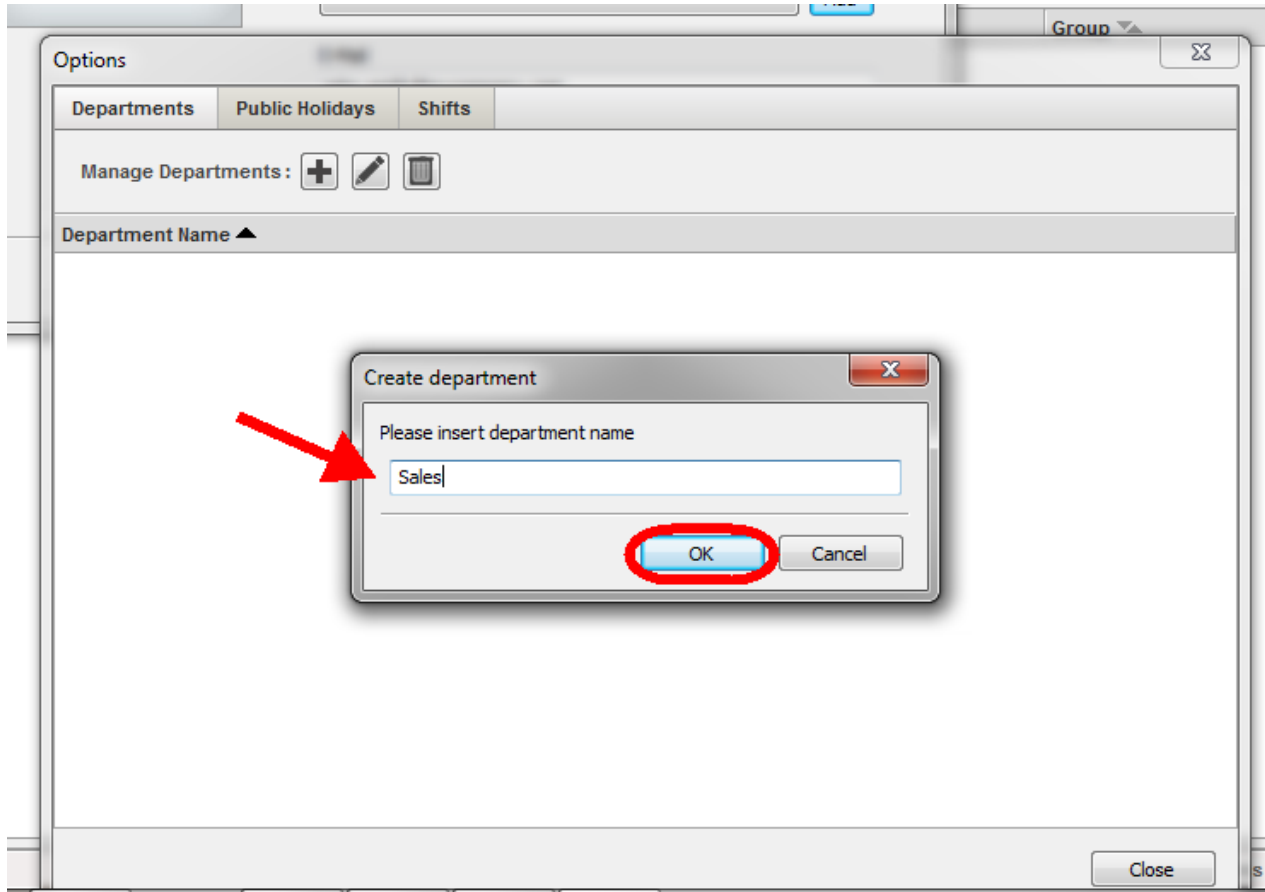 Group
Options
Departments Public Holidays Shifts
Manage Departments:
Department Name
Create department
Please insert department name
Sales
OK Cancel
Close